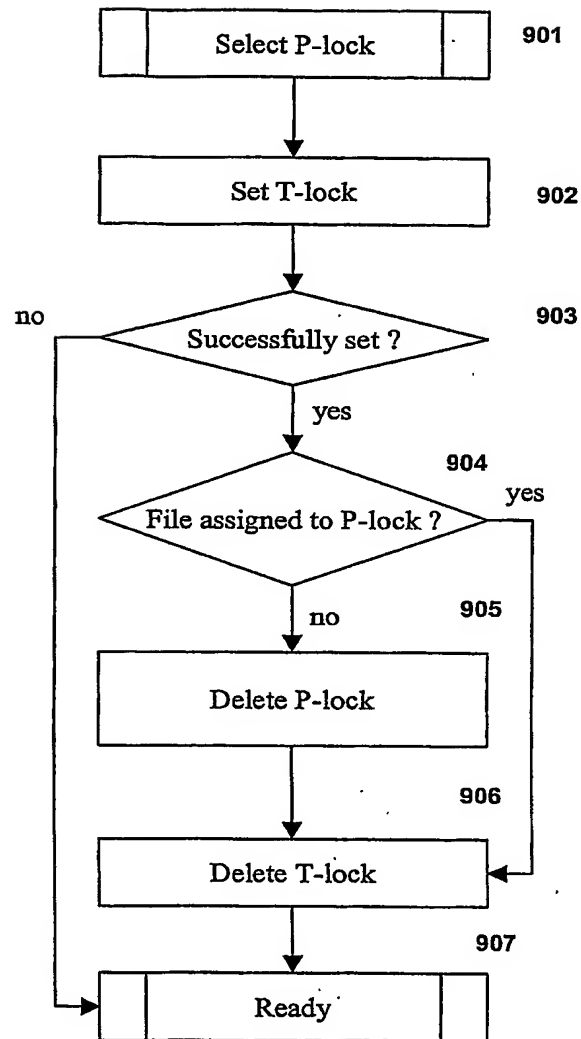 Select P-lock
901
Set T-lock
902
no
Successfully set ?
903
yes
904
File assigned to P-lock ?
yes
no
905
Delete P-lock
906
Delete T-lock
907
Ready